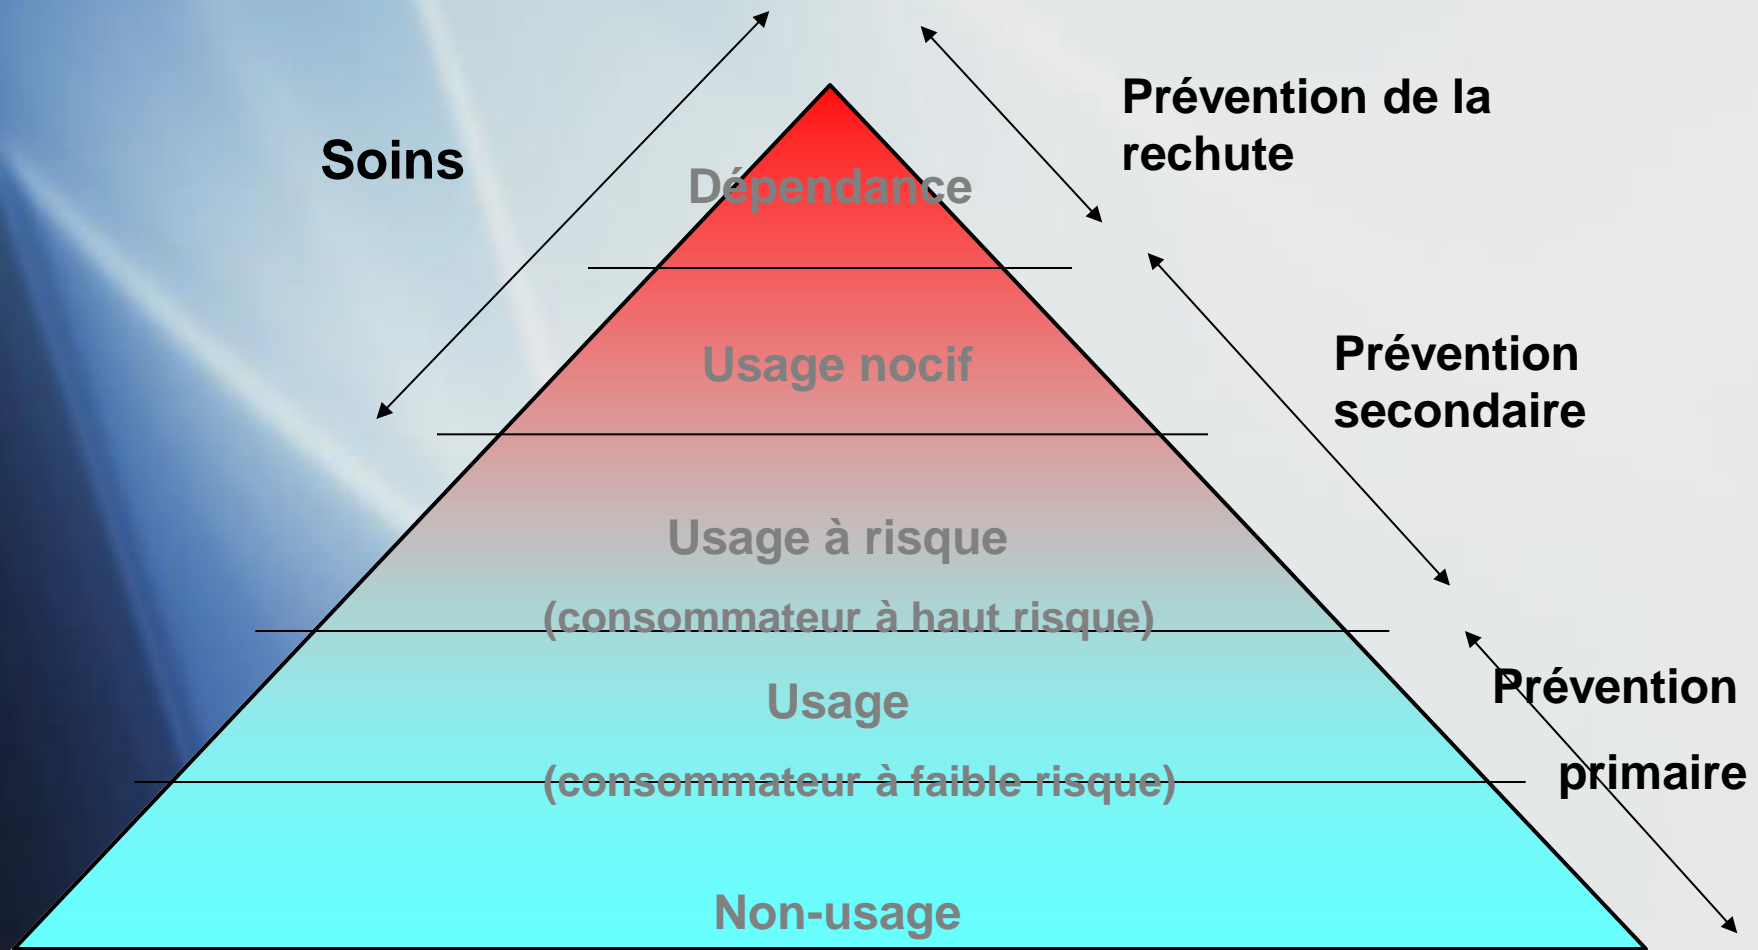 Prévention de la
rechute
Soins
Dépendance
Usage nocif
Prévention
secondaire
Usage à risque
(consommateur à haut risque)
Usage
(consommateur à faible risque)
Prévention
primaire
Non-usage